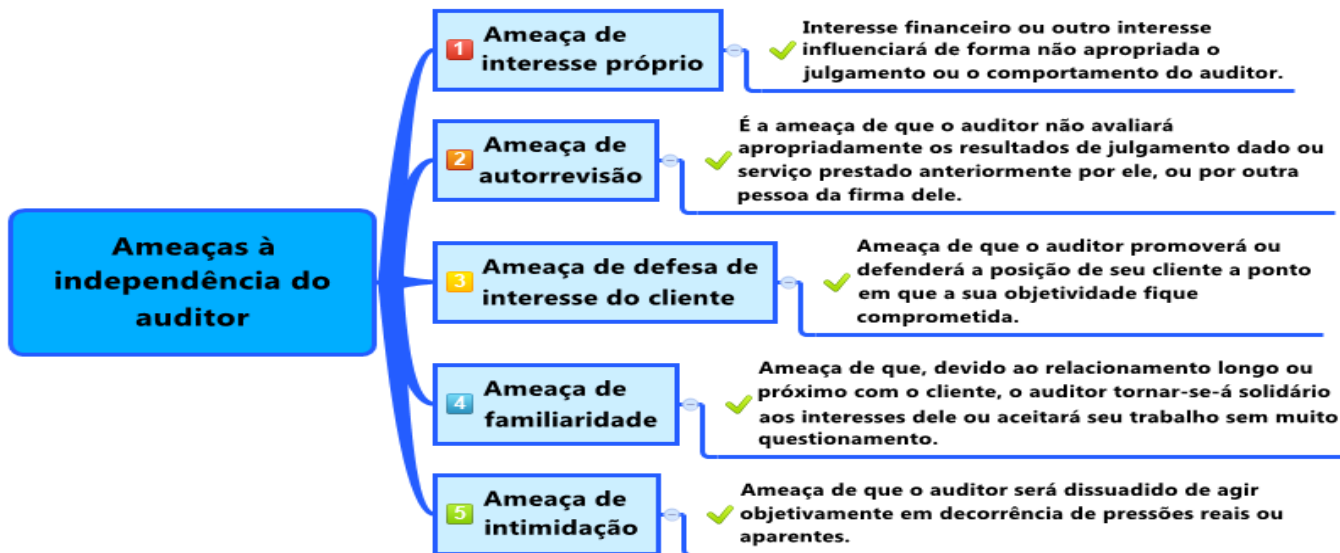 Ameaças à
independência do
auditor
1
Ameaça de
interesse próprio
Interesse financeiro ou outro interesse
influenciará de forma não apropriada o
julgamento ou o comportamento do auditor.
2
Ameaça de
autorrevisão
É a ameaça de que o auditor não avaliará
apropriadamente os resultados de julgamento dado ou
serviço prestado anteriormente por ele, ou por outra
pessoa da firma dele.
3
Ameaça de defesa de
interesse do cliente
Ameaça de que o auditor promoverá ou
defenderá a posição de seu cliente a ponto
em que a sua objetividade fique
comprometida.
4
Ameaça de
familiaridade
Ameaça de que, devido ao relacionamento longo ou
próximo com o cliente, o auditor tornar-se-á solidário
aos interesses dele ou aceitará seu trabalho sem muito
questionamento.
5
Ameaça de
intimidação
Ameaça de que o auditor será dissuadido de agir
objetivamente em decorrência de pressões reais ou
aparentes.